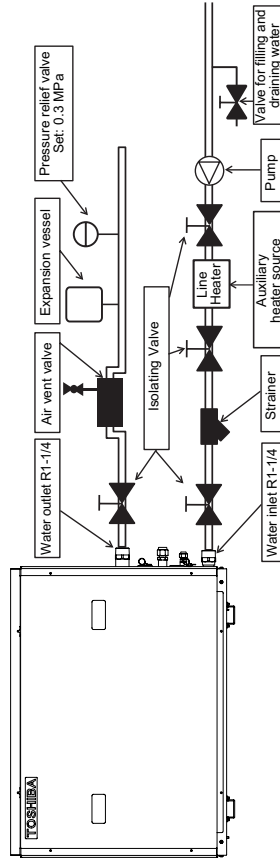 TOSHIBA
Water outlet R1-1/4
Air vent valve
Expansion vessel
Pressure relief valve
Set: 0.3 MPa
Isolating Valve
Line
Heater
Water inlet R1-1/4
Strainer
Auxiliary
heater source
Pump
Valve for filling and
draining water